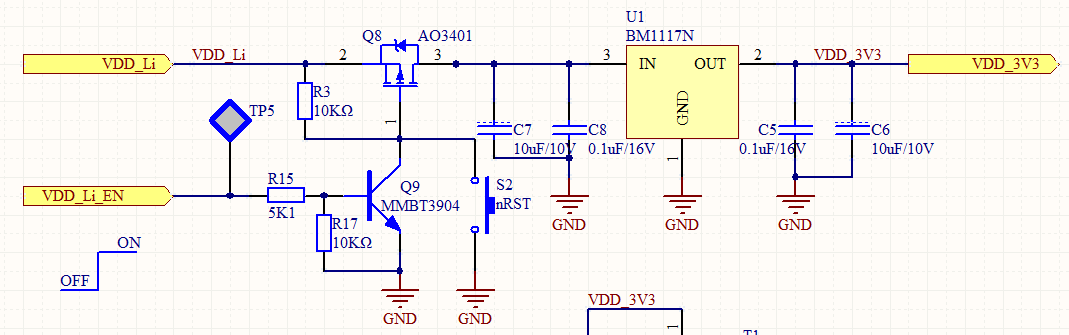 U1
BM1117N
Q8
AO3401
VDD_Li
VDD_Li
2
3
3
IN
OUT
2
VDD_3V3
VDD_3V3
R3
10KΩ
TP5
1
GND
C7
10uF/10V
C8
0.1uF/16V
C5
0.1uF/16V
C6
10uF/10V
1
VDD_Li_EN
R15
5K1
Q9
MMBT3904
S2
nRST
R17
10KΩ
GND
GND
GND
ON
OFF
GND
GND
VDD_3V3
1